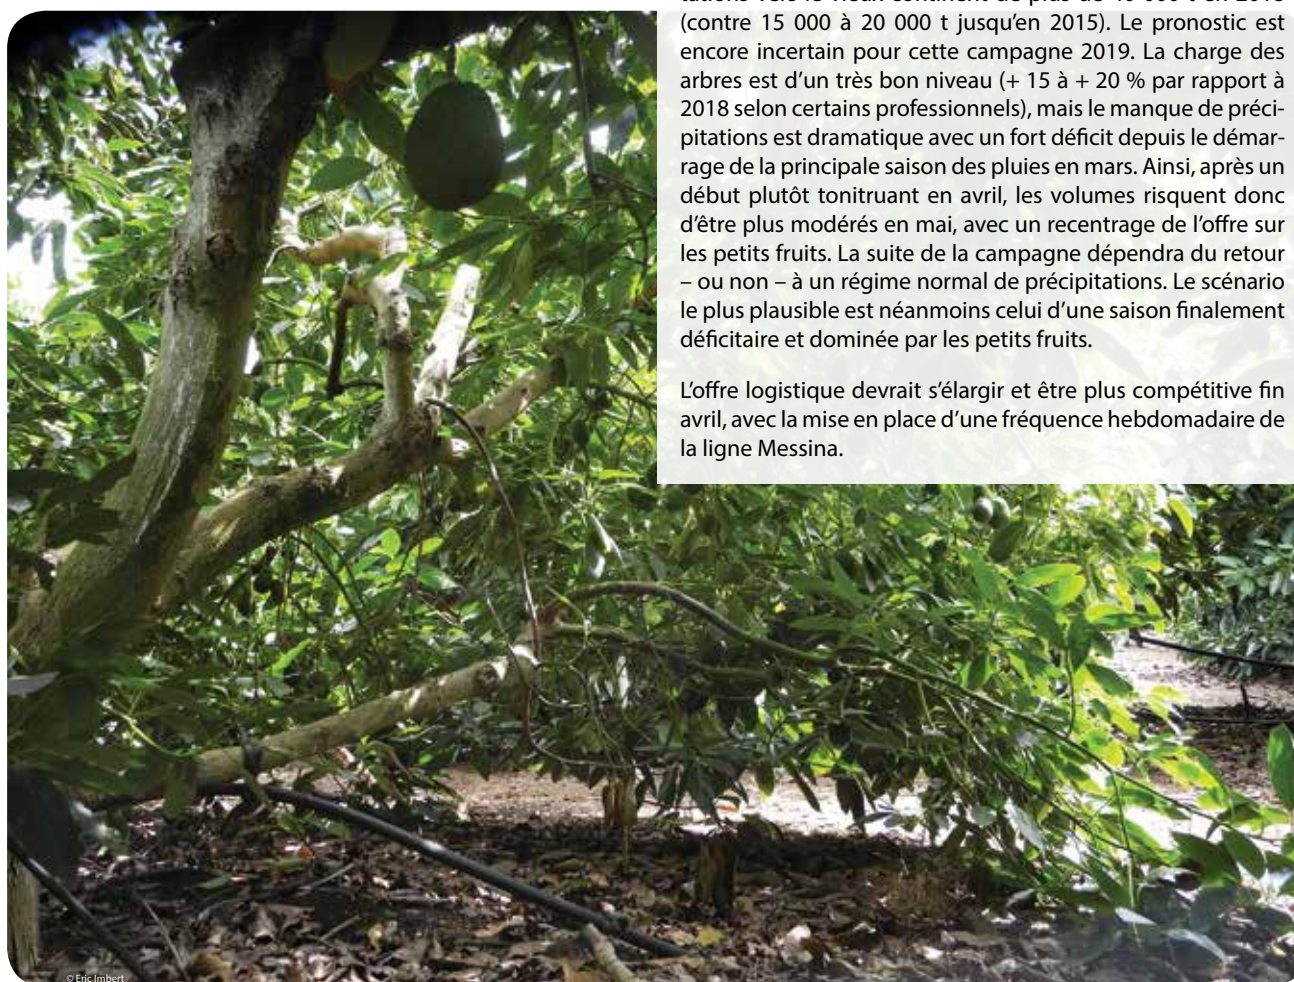 (contre 15 000 à 20 000 t jusqu’en 2015). Le pronostic est
encore incertain pour cette campagne 2019. La charge des
arbres est d’un très bon niveau (+ 15 à + 20 % par rapport à
2018 selon certains professionnels), mais le manque de préci-
pitations est dramatique avec un fort déficit depuis le démar-
rage de la principale saison des pluies en mars. Ainsi, après un
début plutôt tonitruant en avril, les volumes risquent donc
d’être plus modérés en mai, avec un recentrage de l’offre sur
les petits fruits. La suite de la campagne dépendra du retour
– ou non – à un régime normal de précipitations. Le scénario
le plus plausible est néanmoins celui d’une saison finalement
déficitaire et dominée par les petits fruits.
L’offre logistique devrait s’élargir et être plus compétitive fin
avril, avec la mise en place d’une fréquence hebdomadaire de
la ligne Messina.
© Eric Imbert